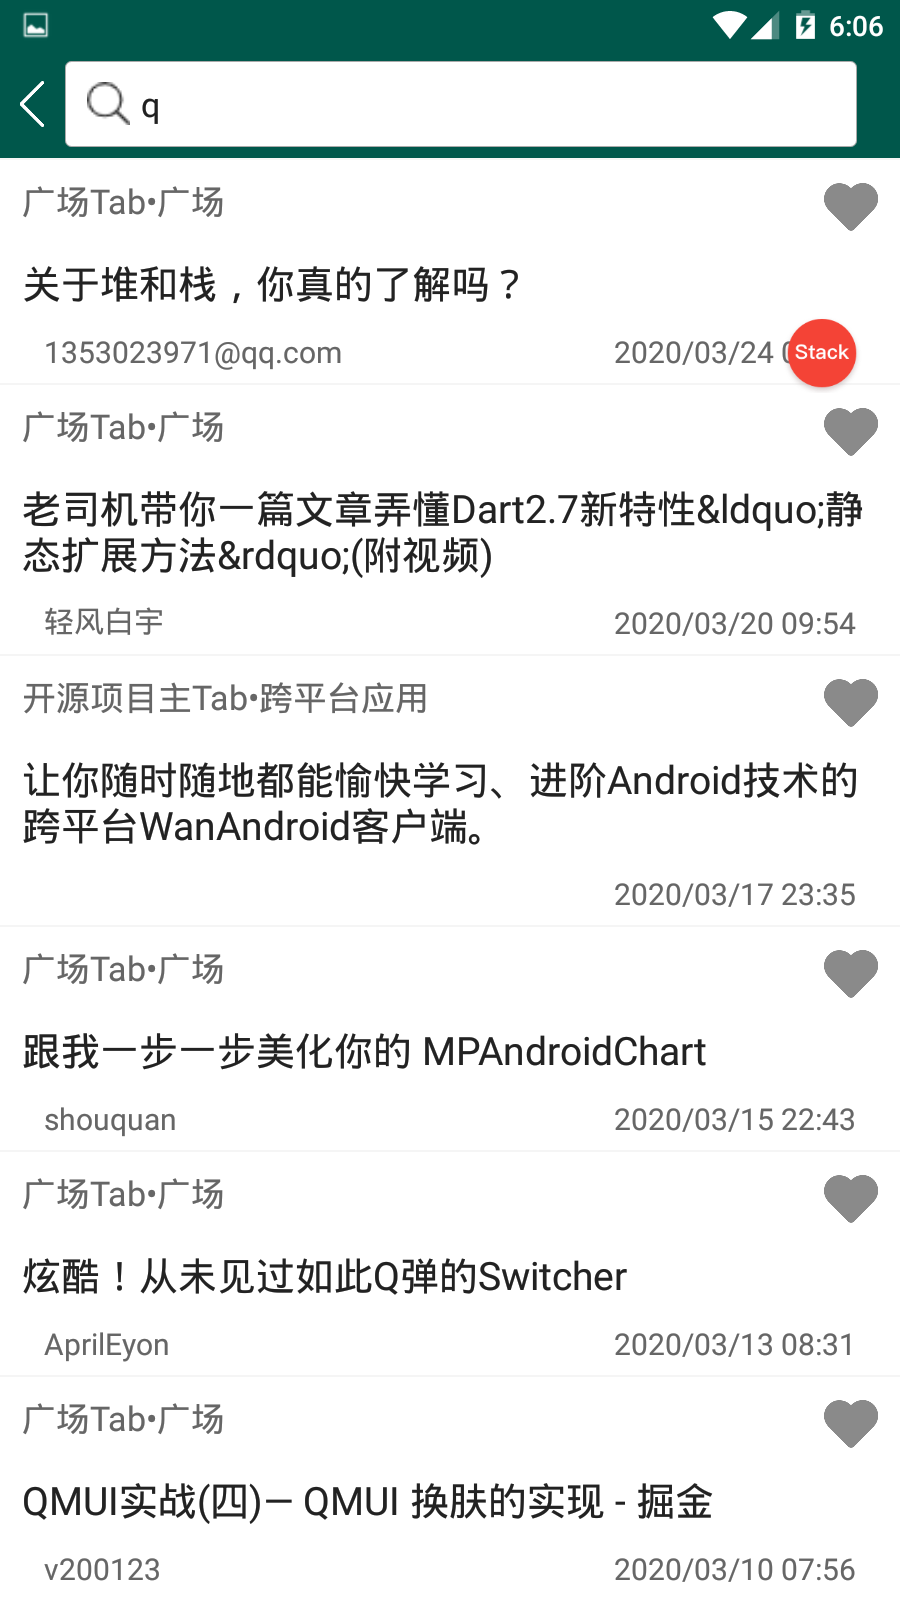 6:06
q
广场Tab•广场
关于堆和栈，你真的了解吗？
1353023971@qq.com 2020/03/24
Stack
广场Tab•广场
老司机带你一篇文章弄懂Dart2.7新特性&ldquo;静
态扩展方法&rdquo;(附视频)
轻风白宇 2020/03/20 09:54
开源项目主Tab•跨平台应用
让你随时随地都能愉快学习、进阶Android技术的
跨平台WanAndroid客户端。
2020/03/17 23:35
广场Tab•广场
跟我一步一步美化你的 MPAndroidChart
shouquan 2020/03/15 22:43
广场Tab•广场
炫酷！从未见过如此Q弹的Switcher
AprilEyon 2020/03/13 08:31
广场Tab•广场
QMUI实战(四)— QMUI 换肤的实现 - 掘金
v200123 2020/03/10 07:56